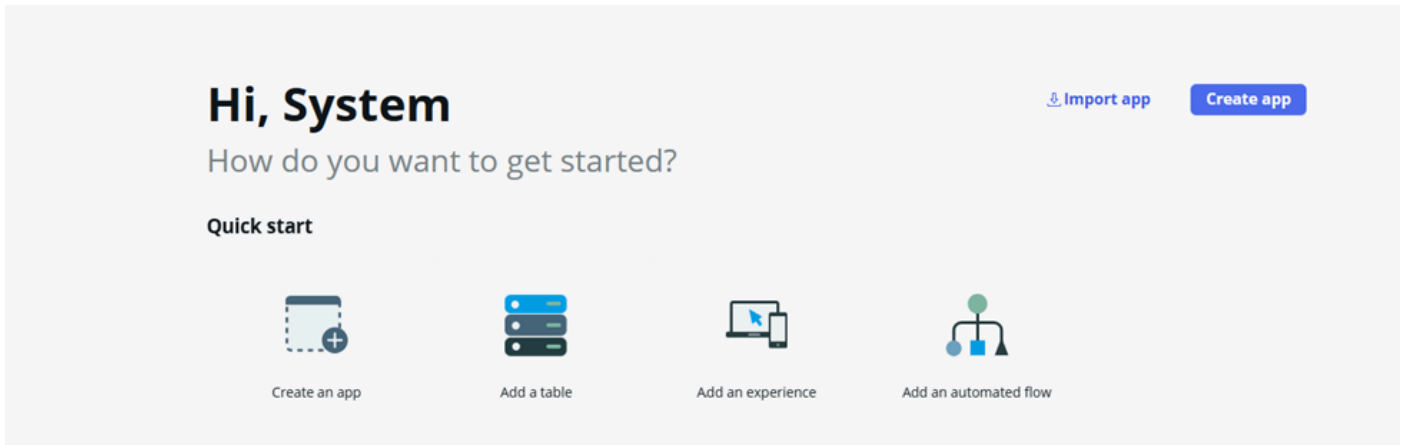 Hi, System
Import app
Create app
How do you want to get started?
Quick start
Create an app
Add a table
Add an experience
Add an automated flow